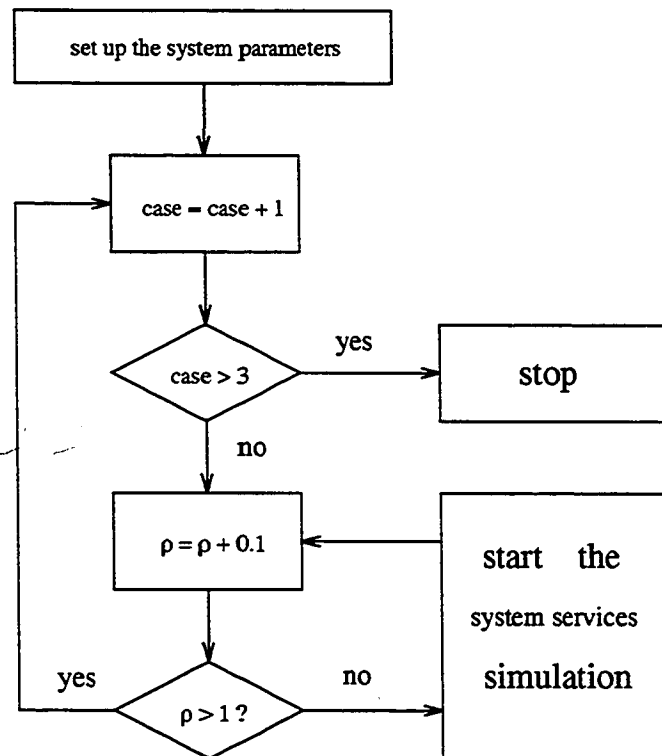 set up the system parameters
case = case + 1
case > 3
yes
stop
no
ρ = ρ + 0.1
start the
system services
simulation
yes
ρ > 1 ?
no